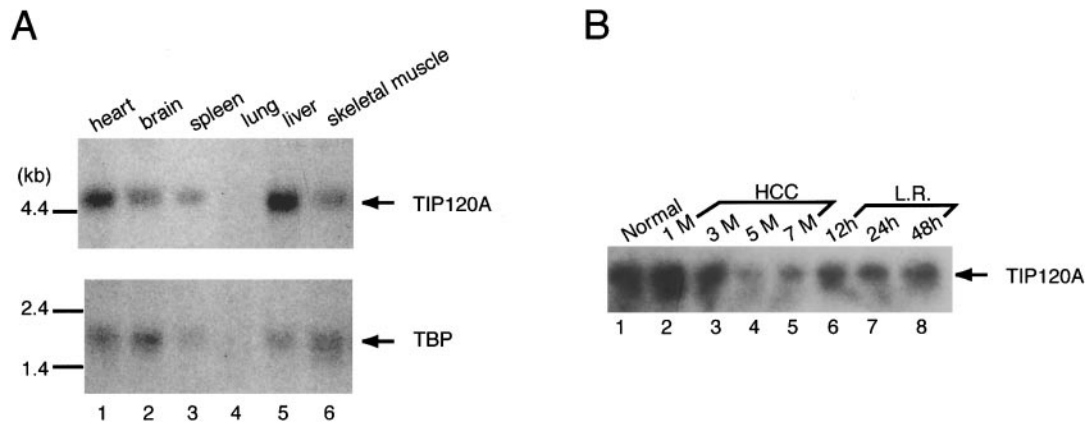 A
heart brain spleen lung liver skeletal muscle
(kb)
4.4
TIP120A
2.4
TBP
1.4
1 2 3 4 5 6
B
HCC L.R.
Normal 1 M 3 M 5 M 7 M 12h 24h 48h
TIP120A
1 2 3 4 5 6 7 8